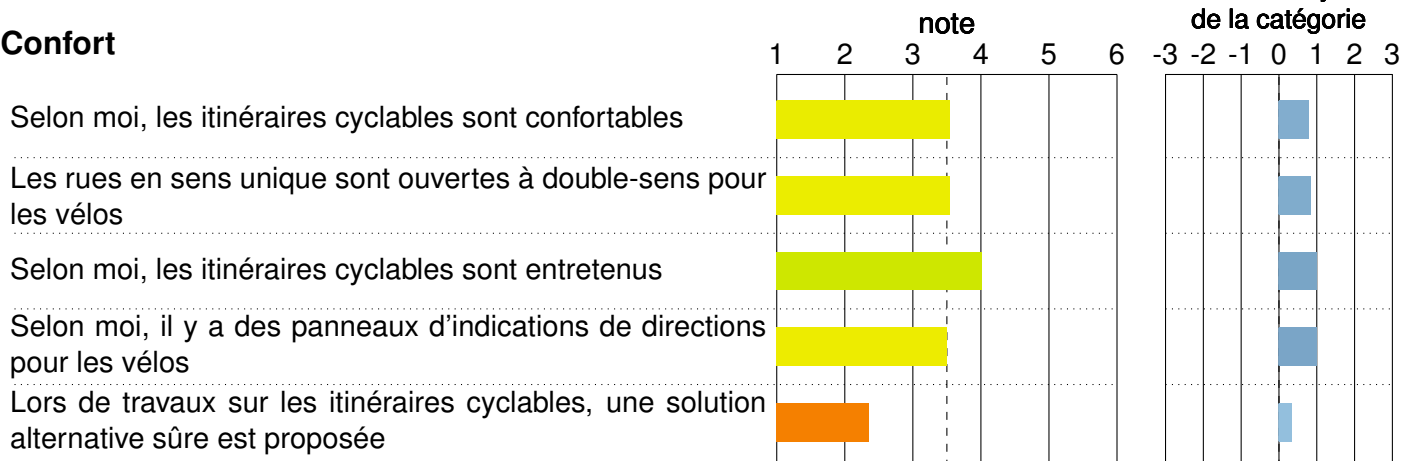 note
de la catégorie
Confort
1 2 3 4 5 6 -3 -2 -1 0 1 2 3
Selon moi, les itinéraires cyclables sont confortables
Les rues en sens unique sont ouvertes à double-sens pour
les vélos
Selon moi, les itinéraires cyclables sont entretenus
Selon moi, il y a des panneaux d'indications de directions
pour les vélos
Lors de travaux sur les itinéraires cyclables, une solution
alternative sûre est proposée